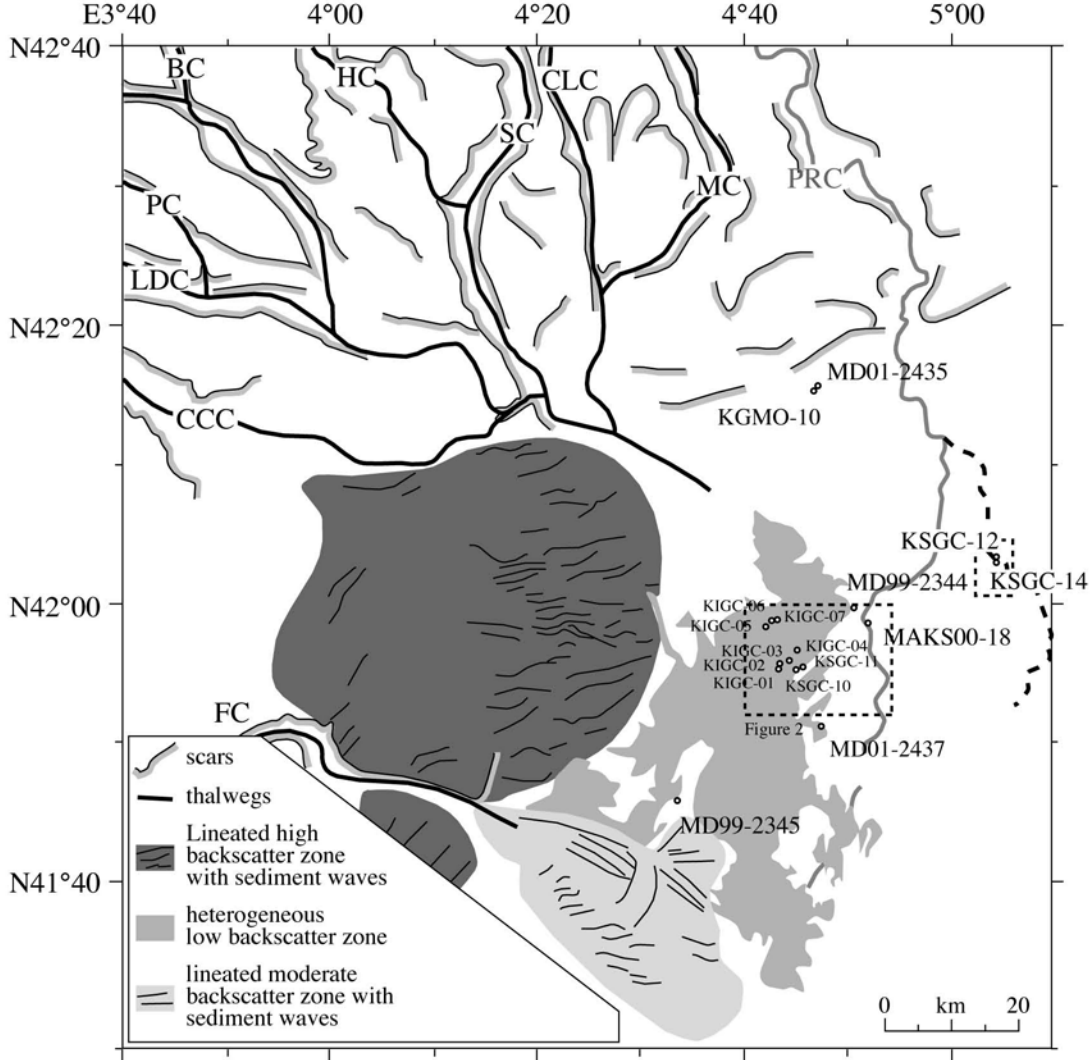 E3°40' 4°00' 4°20' 4°40' 5°00'
N42°40'
BC HC CLC
SC
MC PRC
PC
LDC
N42°20'
MD01-2435
KGMO-10
CCC
KSGC-12
MD99-2344 KSGC-14
N42°00'
KIGC-06
KIGC-07
KIGC-05
MAKS00-18
KIGC-03 KIGC-04
KIGC-02 KSGC-11
KIGC-01 KSGC-10
FC
Figure 2
MD01-2437
scars
thalwegs
MD99-2345
Lineated high
backscatter zone
with sediment waves
N41°40'
heterogeneous
low backscatter zone
lineated moderate
backscatter zone with
sediment waves
0 km 20